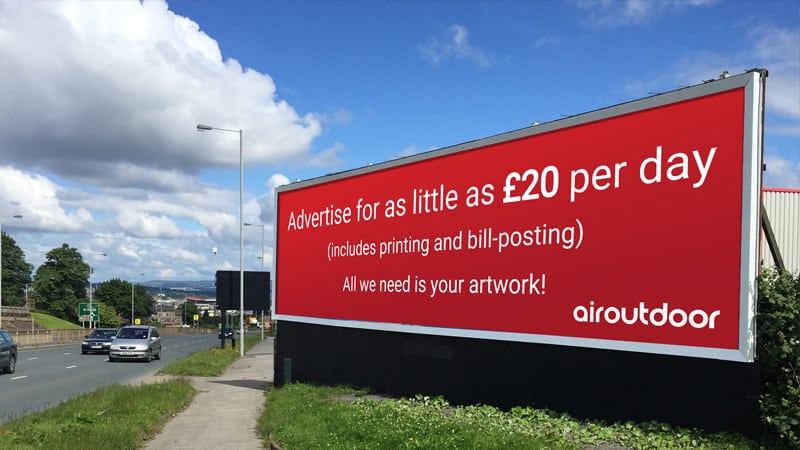 Advertise for as little as £20 per day
(includes printing and bill-posting)
All we need is your artwork!
airoutdoor